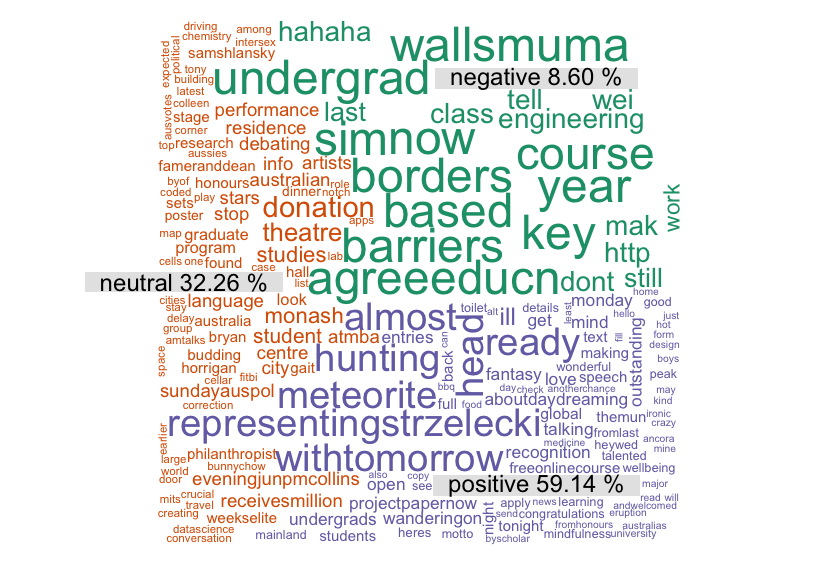 driving
among
hahaha
chemistry
intersex
wallsmuma
samshlansky
expected
political
tony
undergrad
negative 8.60 %
building
latest
tell
wei
colleen
ausvotes
performance
last
class
engineering
stage
corner
residence
simnow
top
research
debating
course
aussies
fameranddean
info
artists
borders
year
byof
honours
australian
role
coded
play
stars
dinner
notch
work
sets
donation
based
key
mak
poster
stop
apps
map
graduate
theatre
barriers
http
program
studies
lab
cells
one
found
case
hall
agreeeducn
dont
still
neutral 32.26 %
list
cities
language
look
almost
toilet
alt
ill
details
least
monday
home
good
stay
monash
head
get
mind
hello
just
delay
australia
hot
group
bryan
student
atmba
entries
can
ready
text
fill
form
amtalks
making
design
space
budding
centre
hunting
back
outstanding
boys
horrigan
city
gait
fantasy
wonderful
peak
cellar
fitbi
love
speech
sundayauspol
meteorite
bbq
day
check
anotherchance
may
full
food
aboutdaydreaming
kind
correction
representingstrzelecki
global
themun
ironic
talking
fromlast
crazy
earlier
medicine
heywed
ancora
philanthropist
withtomorrow
recognition
talented
mine
large
bunnychow
freeonlinecourse
wellbeing
world
door
eveningjunpmcollins
also
copy
open
see
positive 59.14 %
major
mits
crucial
receivesmillion
projectpapernow
night
apply
news
learning
read
will
travel
andwelcomed
creating
weekselite
undergrads
wanderingon
send
congratulations
eruption
datascience
tonight
fromhonours
australias
conversation
mainland
students
heres
motto
byscholar
mindfulness
university